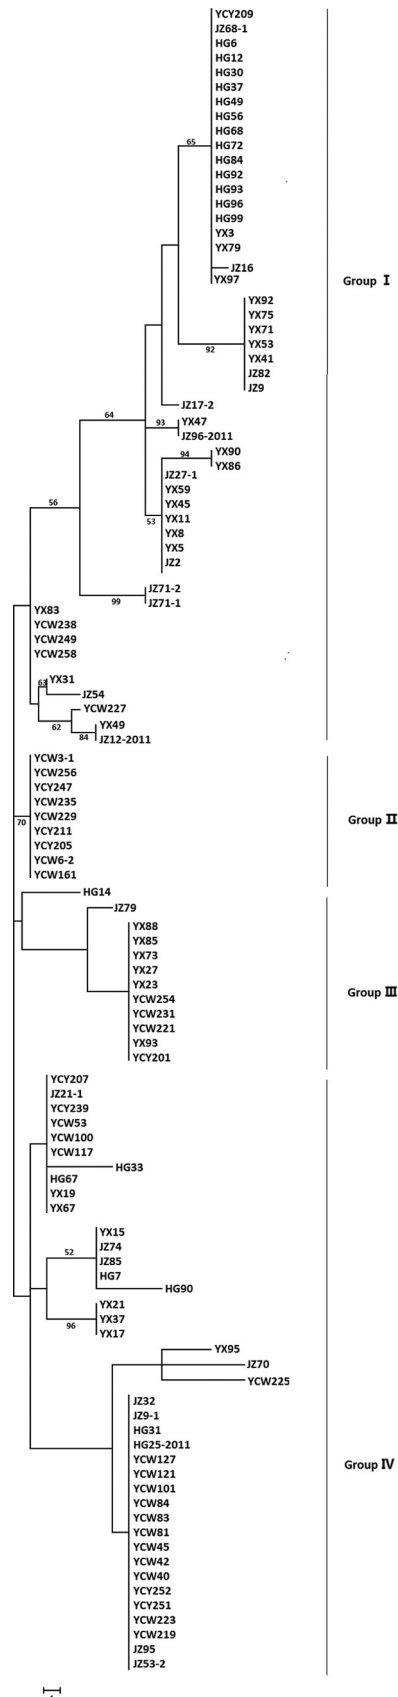 YCY209
JZ68-1
HG6
HG12
HG30
HG37
HG49
HG56
HG68
65
HG72
HG84
HG92
HG93
HG96
HG99
YX3
YX79
JZ16
YX97
Group Ⅰ
YX92
YX75
YX71
YX53
92
YX41
JZ82
JZ9
JZ17-2
64
YX47
93
JZ96-2011
YX90
94
YX86
JZ27-1
YX59
YX45
YX11
53
YX8
YX5
JZ2
56
JZ71-2
99
JZ71-1
YX83
YCW238
YCW249
YCW258
63
YX31
JZ54
YCW227
62
YX49
84
JZ12-2011
YCW3-1
YCW256
YCY247
YCW235
YCW229
70
YCY211
YCY205
YCW6-2
YCW161
Group Ⅱ
HG14
JZ79
YX88
YX85
YX73
YX27
YX23
YCW254
YCW231
YCW221
YX93
YCY201
Group Ⅲ
YCY207
JZ21-1
YCY239
YCW53
YCW100
YCW117
HG33
HG67
YX19
YX67
YX15
JZ74
52
JZ85
HG7
HG90
YX21
YX37
96
YX17
YX95
JZ70
YCW225
JZ32
JZ9-1
HG31
HG25-2011
YCW127
Group Ⅳ
YCW121
YCW101
YCW84
YCW83
YCW81
YCW45
YCW42
YCW40
YCY252
YCY251
YCW223
YCW219
JZ95
JZ53-2